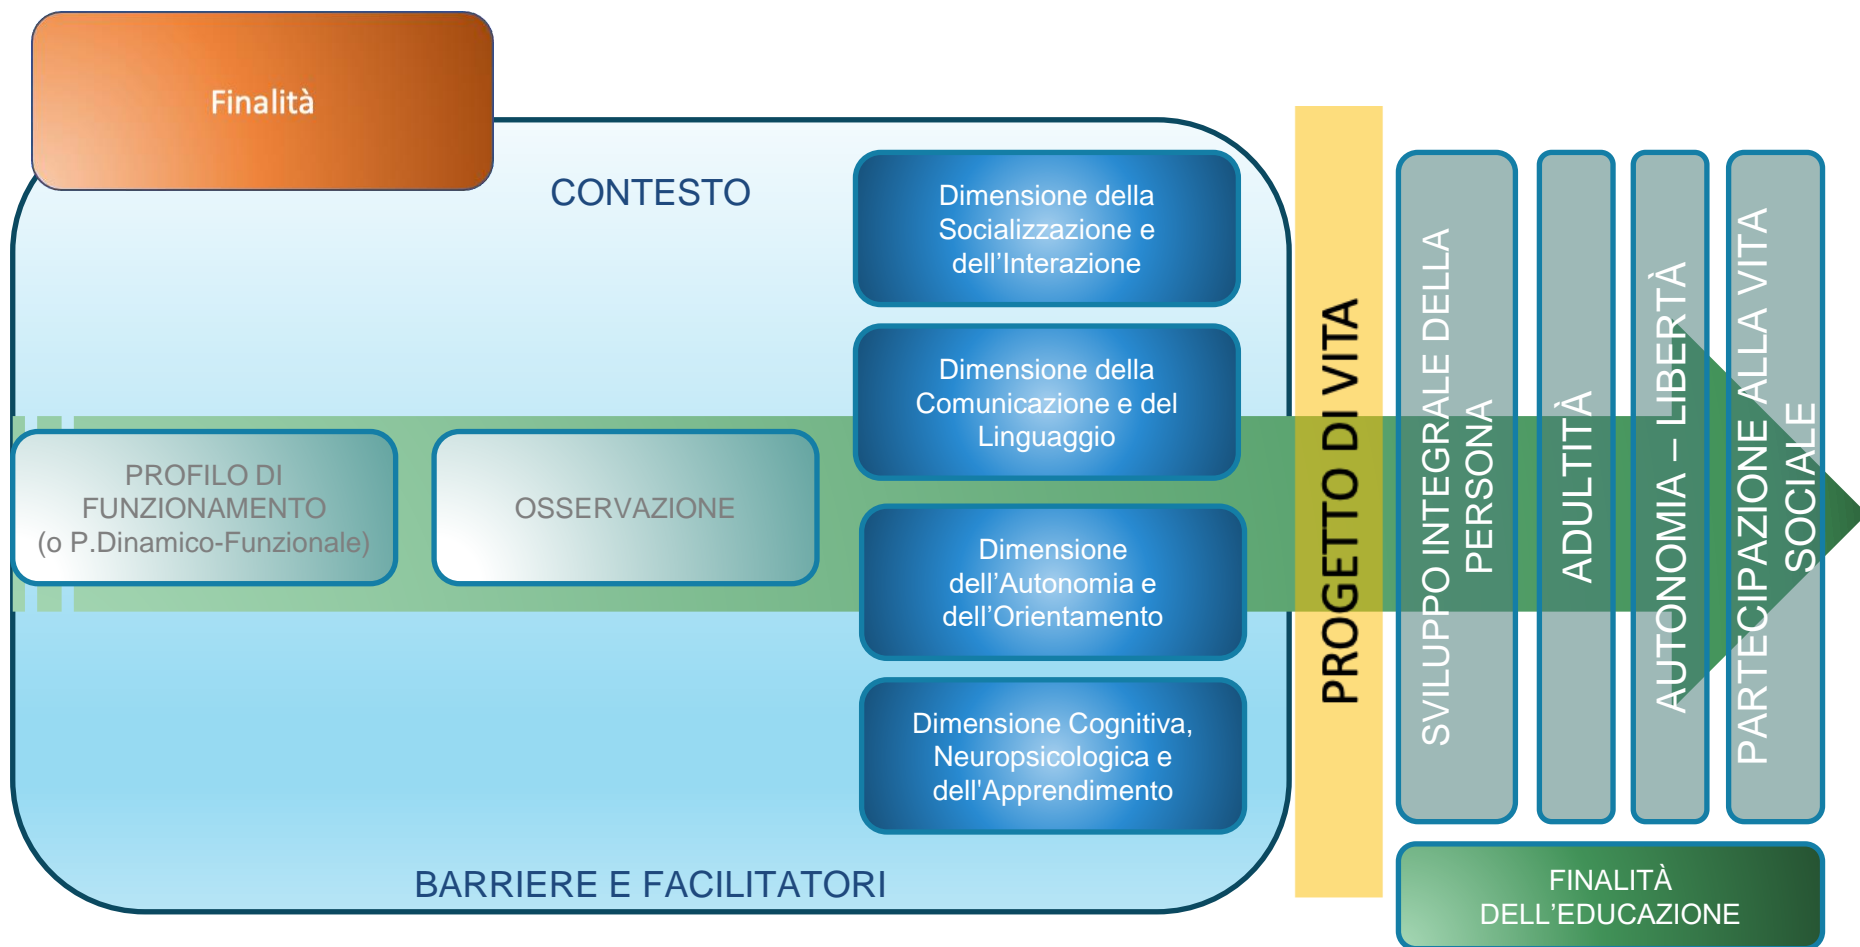 Finalità
CONTESTO
PROFILO DI
FUNZIONAMENTO
(o P.Dinamico-Funzionale)
OSSERVAZIONE
Dimensione della
Socializzazione e
dell’Interazione
Dimensione della
Comunicazione e del
Linguaggio
Dimensione
dell’Autonomia e
dell’Orientamento
Dimensione Cognitiva,
Neuropsicologica e
dell'Apprendimento
BARRIERE E FACILITATORI
PROGETTO DI VITA
SVILUPPO INTEGRALE DELLA
PERSONA
ADULTITÀ
AUTONOMIA – LIBERTÀ
PARTECIPAZIONE ALLA VITA
SOCIALE
FINALITÀ
DELL’EDUCAZIONE